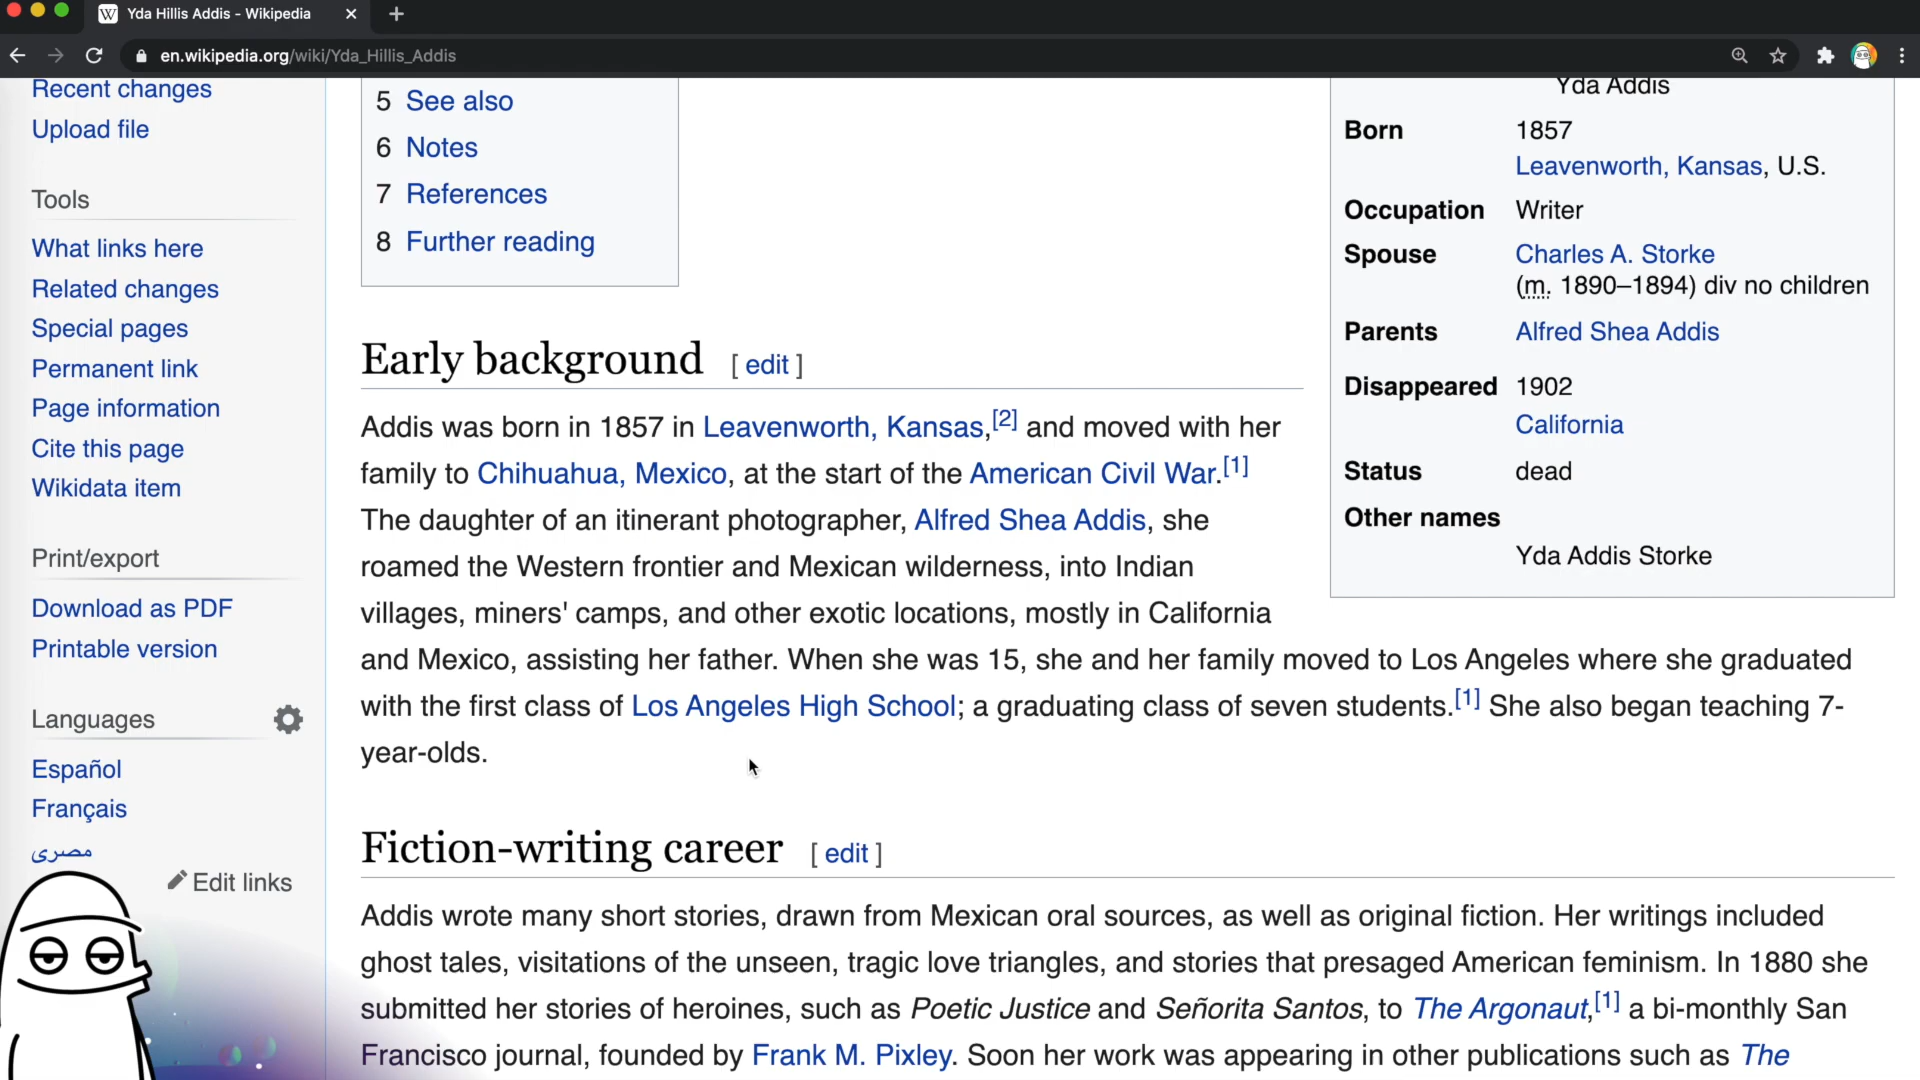 Yda Hillis Addis - Wikipedia
en.wikipedia.org/wiki/Yda_Hillis_Addis
Recent changes
Upload file
Tools
What links here
Related changes
Special pages
Permanent link
Page information
Cite this page
Wikidata item
Print/export
Download as PDF
Printable version
Languages
Español
Français
مصرى
Edit links
5 See also
6 Notes
7 References
8 Further reading
Early background [ edit ]
Addis was born in 1857 in Leavenworth, Kansas,[2] and moved with her
family to Chihuahua, Mexico, at the start of the American Civil War.[1]
The daughter of an itinerant photographer, Alfred Shea Addis, she
roamed the Western frontier and Mexican wilderness, into Indian
villages, miners' camps, and other exotic locations, mostly in California
and Mexico, assisting her father. When she was 15, she and her family moved to Los Angeles where she graduated
with the first class of Los Angeles High School; a graduating class of seven students.[1] She also began teaching 7-
year-olds.
Fiction-writing career [ edit ]
Addis wrote many short stories, drawn from Mexican oral sources, as well as original fiction. Her writings included
ghost tales, visitations of the unseen, tragic love triangles, and stories that presaged American feminism. In 1880 she
submitted her stories of heroines, such as Poetic Justice and Señorita Santos, to The Argonaut,[1] a bi-monthly San
Francisco journal, founded by Frank M. Pixley. Soon her work was appearing in other publications such as The
Yda Addis
Born 1857
Leavenworth, Kansas, U.S.
Occupation Writer
Spouse Charles A. Storke
(m. 1890–1894) div no children
Parents Alfred Shea Addis
Disappeared 1902
California
Status dead
Other names
Yda Addis Storke